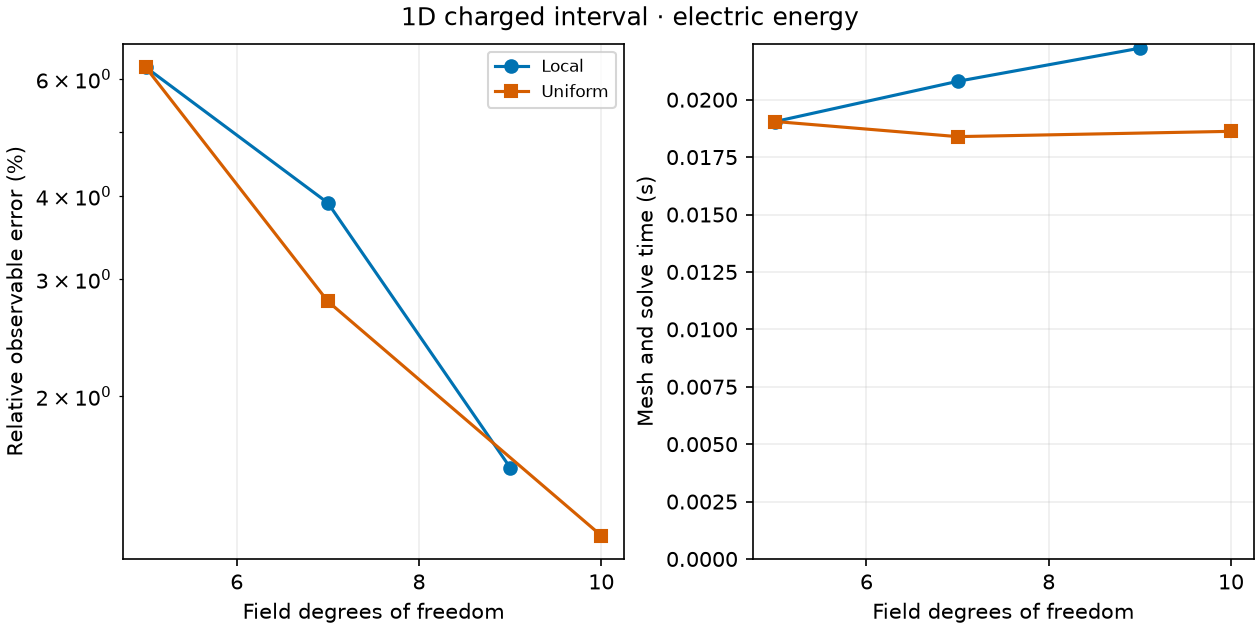 1D charged interval · electric energy
Relative observable error (%)
6 × 10⁰
4 × 10⁰
3 × 10⁰
2 × 10⁰
6
8
10
Field degrees of freedom
Local
Uniform
Mesh and solve time (s)
0.0200
0.0175
0.0150
0.0125
0.0100
0.0075
0.0050
0.0025
0.0000
6
8
10
Field degrees of freedom